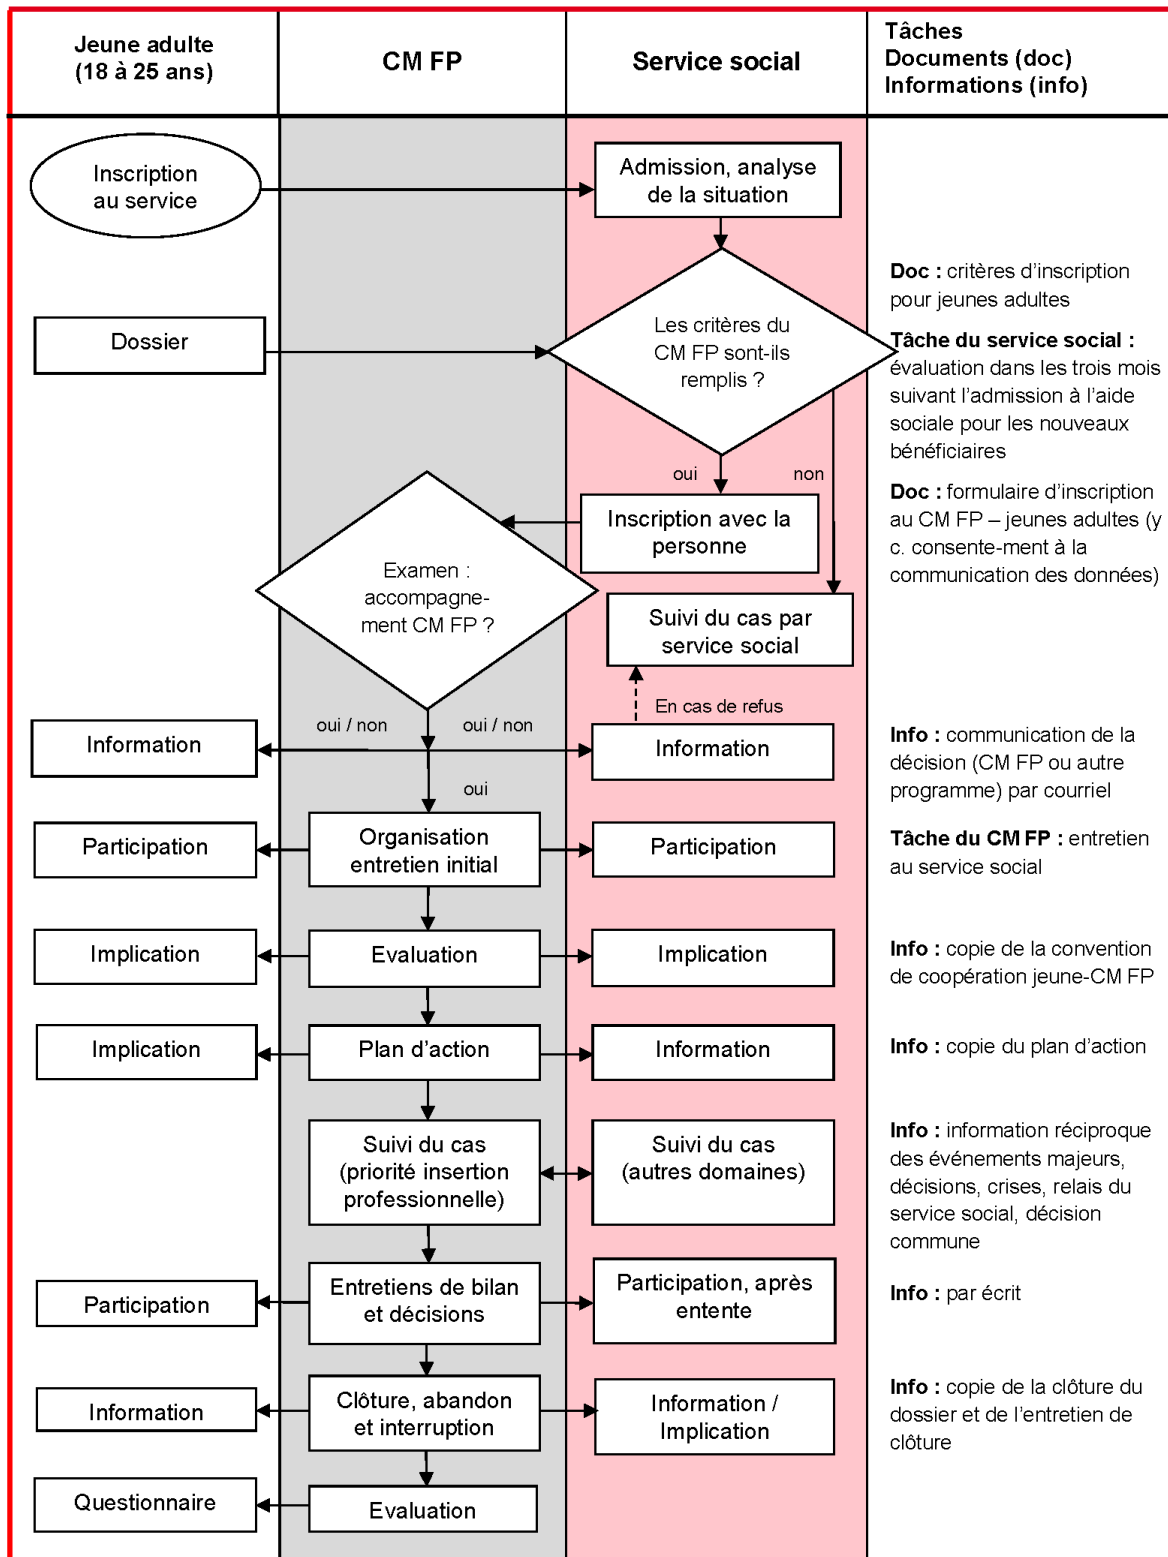 Jeune adulte
(18 à 25 ans)
CM FP
Service social
Tâches
Documents (doc)
Informations (info)
Inscription
au service
Admission, analyse
de la situation
Doc : critères d'inscription
pour jeunes adultes
Dossier
Les critères du
CM FP sont-ils
remplis ?
Tâche du service social :
évaluation dans les trois mois
suivant l'admission à l'aide
sociale pour les nouveaux
bénéficiaires
oui
non
Inscription avec la
personne
Doc : formulaire d'inscription
au CM FP – jeunes adultes (y
c. consente-ment à la
communication des données)
Examen :
accompagne-
ment CM FP ?
Suivi du cas par
service social
En cas de refus
oui / non
oui / non
Information
Information
Info : communication de la
décision (CM FP ou autre
programme) par courriel
oui
Participation
Organisation
entretien initial
Participation
Tâche du CM FP : entretien
au service social
Implication
Evaluation
Implication
Info : copie de la convention
de coopération jeune-CM FP
Implication
Plan d'action
Information
Info : copie du plan d'action
Suivi du cas
(priorité insertion
professionnelle)
Suivi du cas
(autres domaines)
Info : information réciproque
des événements majeurs,
décisions, crises, relais du
service social, décision
commune
Participation
Entretiens de bilan
et décisions
Participation, après
entente
Info : par écrit
Information
Clôture, abandon
et interruption
Information /
Implication
Info : copie de la clôture du
dossier et de l'entretien de
clôture
Questionnaire
Evaluation